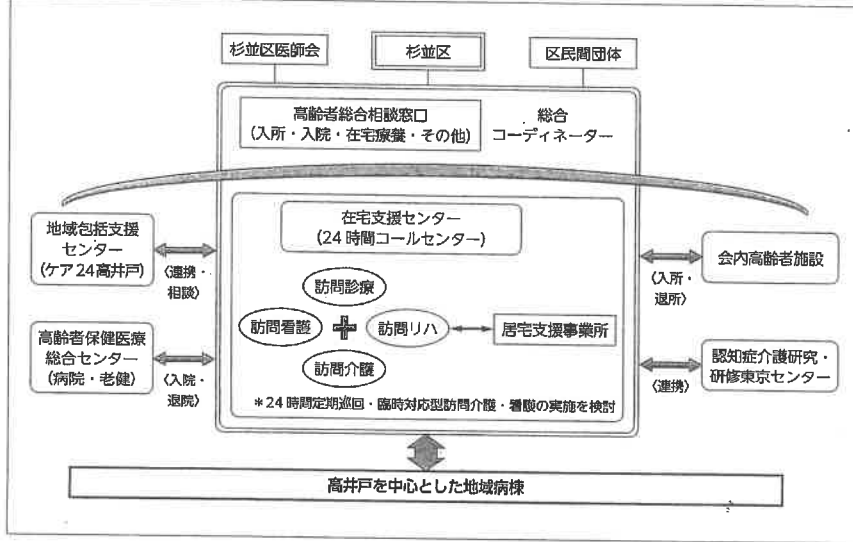 杉並区医師会
杉並区
区民間団体
高齢者総合相談窓口
(入所・入院・在宅療養・その他)
総合
コーディネーター
在宅支援センター
(24時間コールセンター)
地域包括支援
センター
(ケア24高井戸)
〈連携・
相談〉
〈入所・
退所〉
会内高齢者施設
訪問診療
訪問看護
訪問リハ
居宅支援事業所
訪問介護
高齢者保健医療
総合センター
(病院・老健)
〈入院・
退院〉
〈連携〉
認知症介護研究・
研修東京センター
*24時間定期巡回・臨時対応型訪問介護・看護の実施を検討
高井戸を中心とした地域病棟